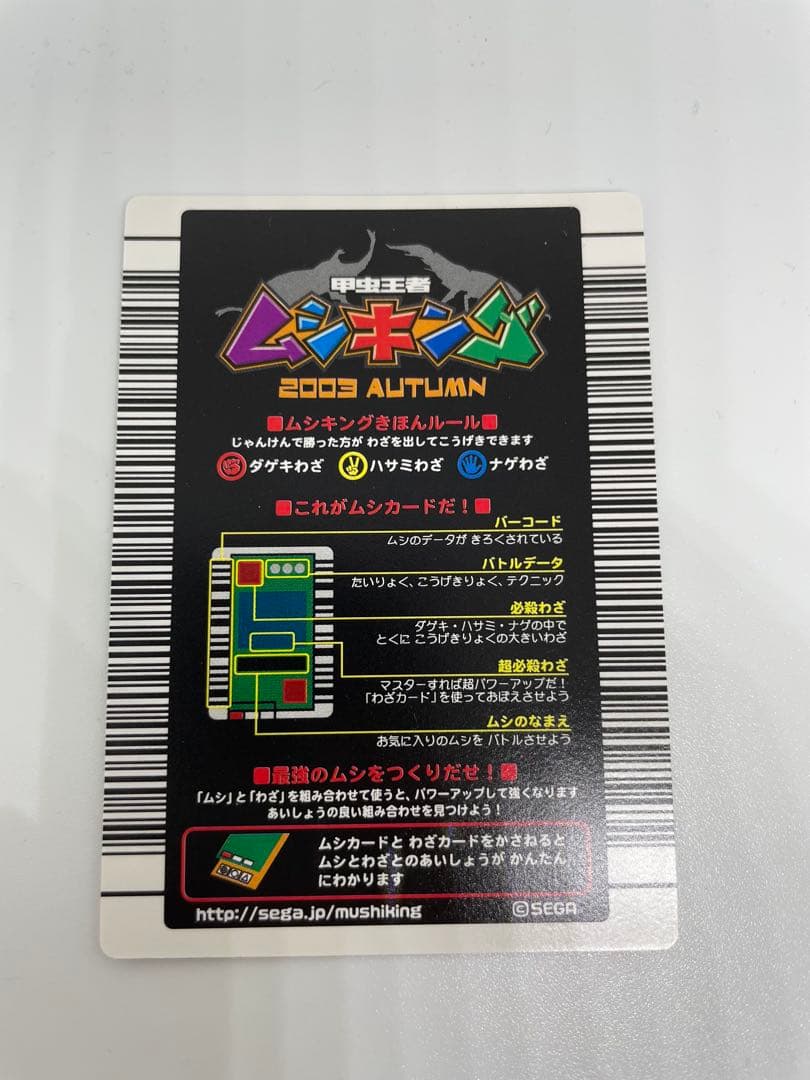 甲虫王者
ムシキング
2003 AUTUMN
■ムシキングきほんルール■
じゃんけんで勝った方が わざを出してこうげきできます
ダゲキわざ ハサミわざ ナゲわざ
■これがムシカードだ！■
バーコード
ムシのデータが きろくされている
バトルデータ
たいりょく、こうげきりょく、テクニック
必殺わざ
ダゲキ・ハサミ・ナゲの中で
とくに こうげきりょくの大きいわざ
超必殺わざ
マスターすれば超パワーアップだ！
「わざカード」を使っておぼえさせよう
ムシのなまえ
お気に入りのムシを バトルさせよう
■最強のムシをつくりだせ！■
「ムシ」と「わざ」を組み合わせて使うと、パワーアップして強くなります
あいしょうの良い組み合わせを見つけよう！
ムシカードと わざカードをかさねると
ムシとわざとのあいしょうが かんたん
にわかります
http://sega.jp/mushiking ©SEGA